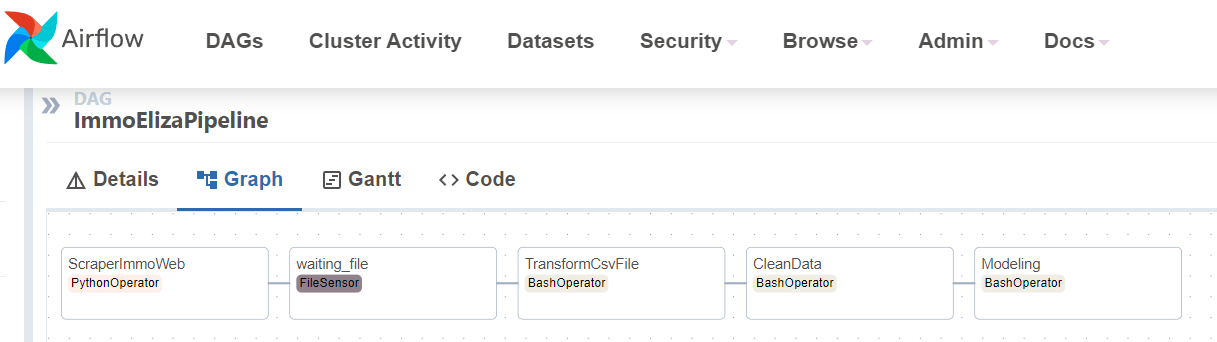 Airflow DAGs Cluster Activity Datasets Security Browse Admin Docs
DAG
ImmoElizaPipeline
Details Graph Gantt Code
ScraperImmoWeb waiting_file TransformCsvFile CleanData Modeling
PythonOperator FileSensor BashOperator BashOperator BashOperator